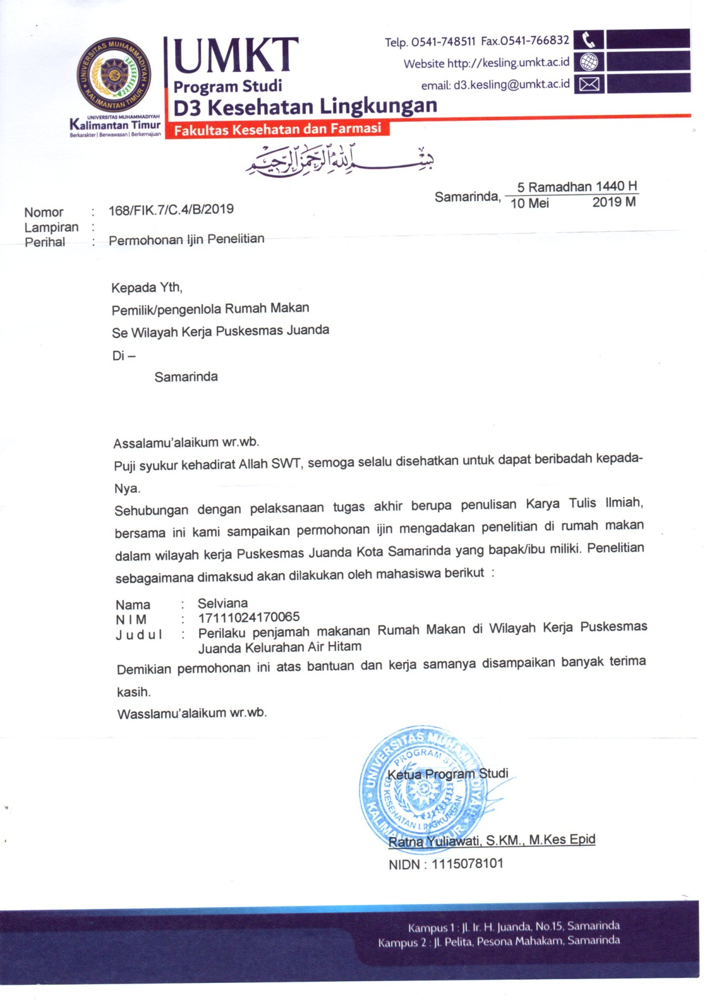 UNIVERSITAS MUHAMMADIYAH
KALIMANTAN TIMUR
UNIVERSITAS MUHAMMADIYAH
Kalimantan Timur
Berkarakter | Berwawasan | Berkemajuan
UMKT
Program Studi
D3 Kesehatan Lingkungan
Fakultas Kesehatan dan Farmasi
Telp. 0541-748511 Fax.0541-766832
Website http://kesling.umkt.ac.id
email: d3.kesling@umkt.ac.id
بِسْمِ اللهِ الرَّحْمٰنِ الرَّحِيْمِ
Samarinda, 5 Ramadhan 1440 H
10 Mei 2019 M
Nomor : 168/FIK.7/C.4/B/2019
Lampiran :
Perihal : Permohonan Ijin Penelitian
Kepada Yth,
Pemilik/pengenlola Rumah Makan
Se Wilayah Kerja Puskesmas Juanda
Di –
Samarinda
Assalamu’alaikum wr.wb.
Puji syukur kehadirat Allah SWT, semoga selalu disehatkan untuk dapat beribadah kepada-
Nya.
Sehubungan dengan pelaksanaan tugas akhir berupa penulisan Karya Tulis Ilmiah,
bersama ini kami sampaikan permohonan ijin mengadakan penelitian di rumah makan
dalam wilayah kerja Puskesmas Juanda Kota Samarinda yang bapak/ibu miliki. Penelitian
sebagaimana dimaksud akan dilakukan oleh mahasiswa berikut :
Nama : Selviana
N I M : 17111024170065
J u d u l : Perilaku penjamah makanan Rumah Makan di Wilayah Kerja Puskesmas
Juanda Kelurahan Air Hitam
Demikian permohonan ini atas bantuan dan kerja samanya disampaikan banyak terima
kasih.
Wasslamu’alaikum wr.wb.
UNIVERSITAS MUHAMMADIYAH
KALIMANTAN TIMUR
PROGRAM STUDI
D3 KESEHATAN LINGKUNGAN
Ketua Program Studi
Ratna Yuliawati, S.KM., M.Kes Epid
NIDN : 1115078101
Kampus 1 : Jl. Ir. H. Juanda, No.15, Samarinda
Kampus 2 : Jl. Pelita, Pesona Mahakam, Samarinda